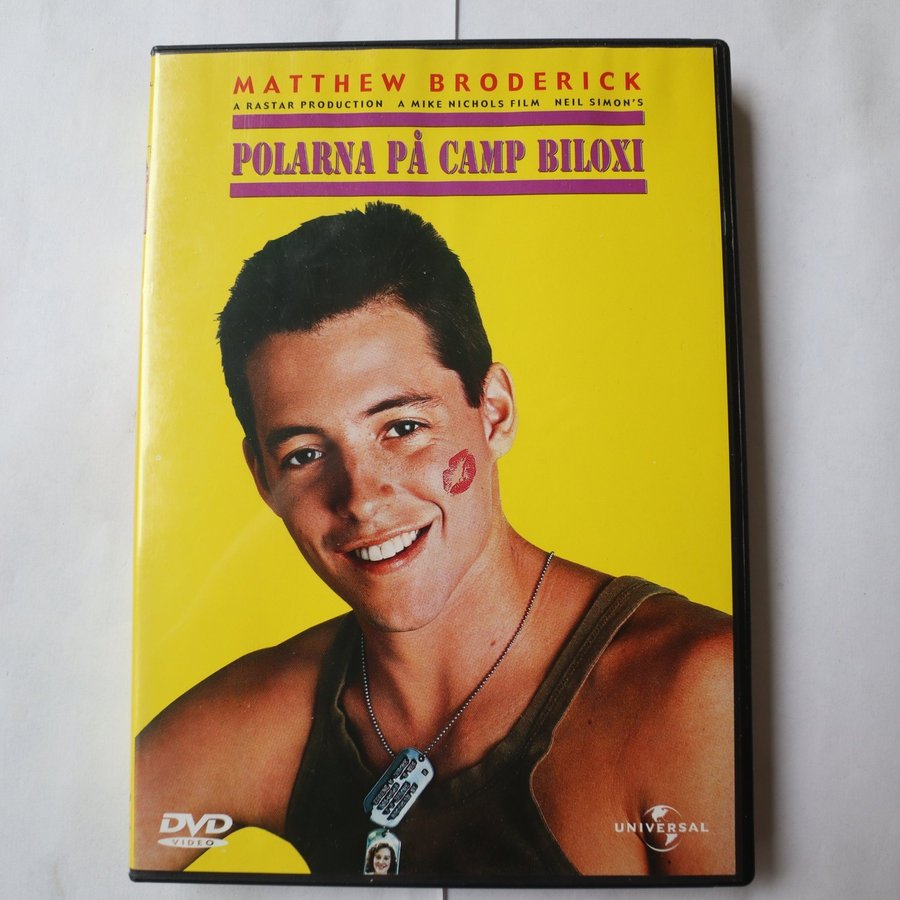 MATTHEW BRODERICK
A RASTAR PRODUCTION A MIKE NICHOLS FILM NEIL SIMON'S
POLARNA PÅ CAMP BILOXI
DVD
VIDEO
UNIVERSAL